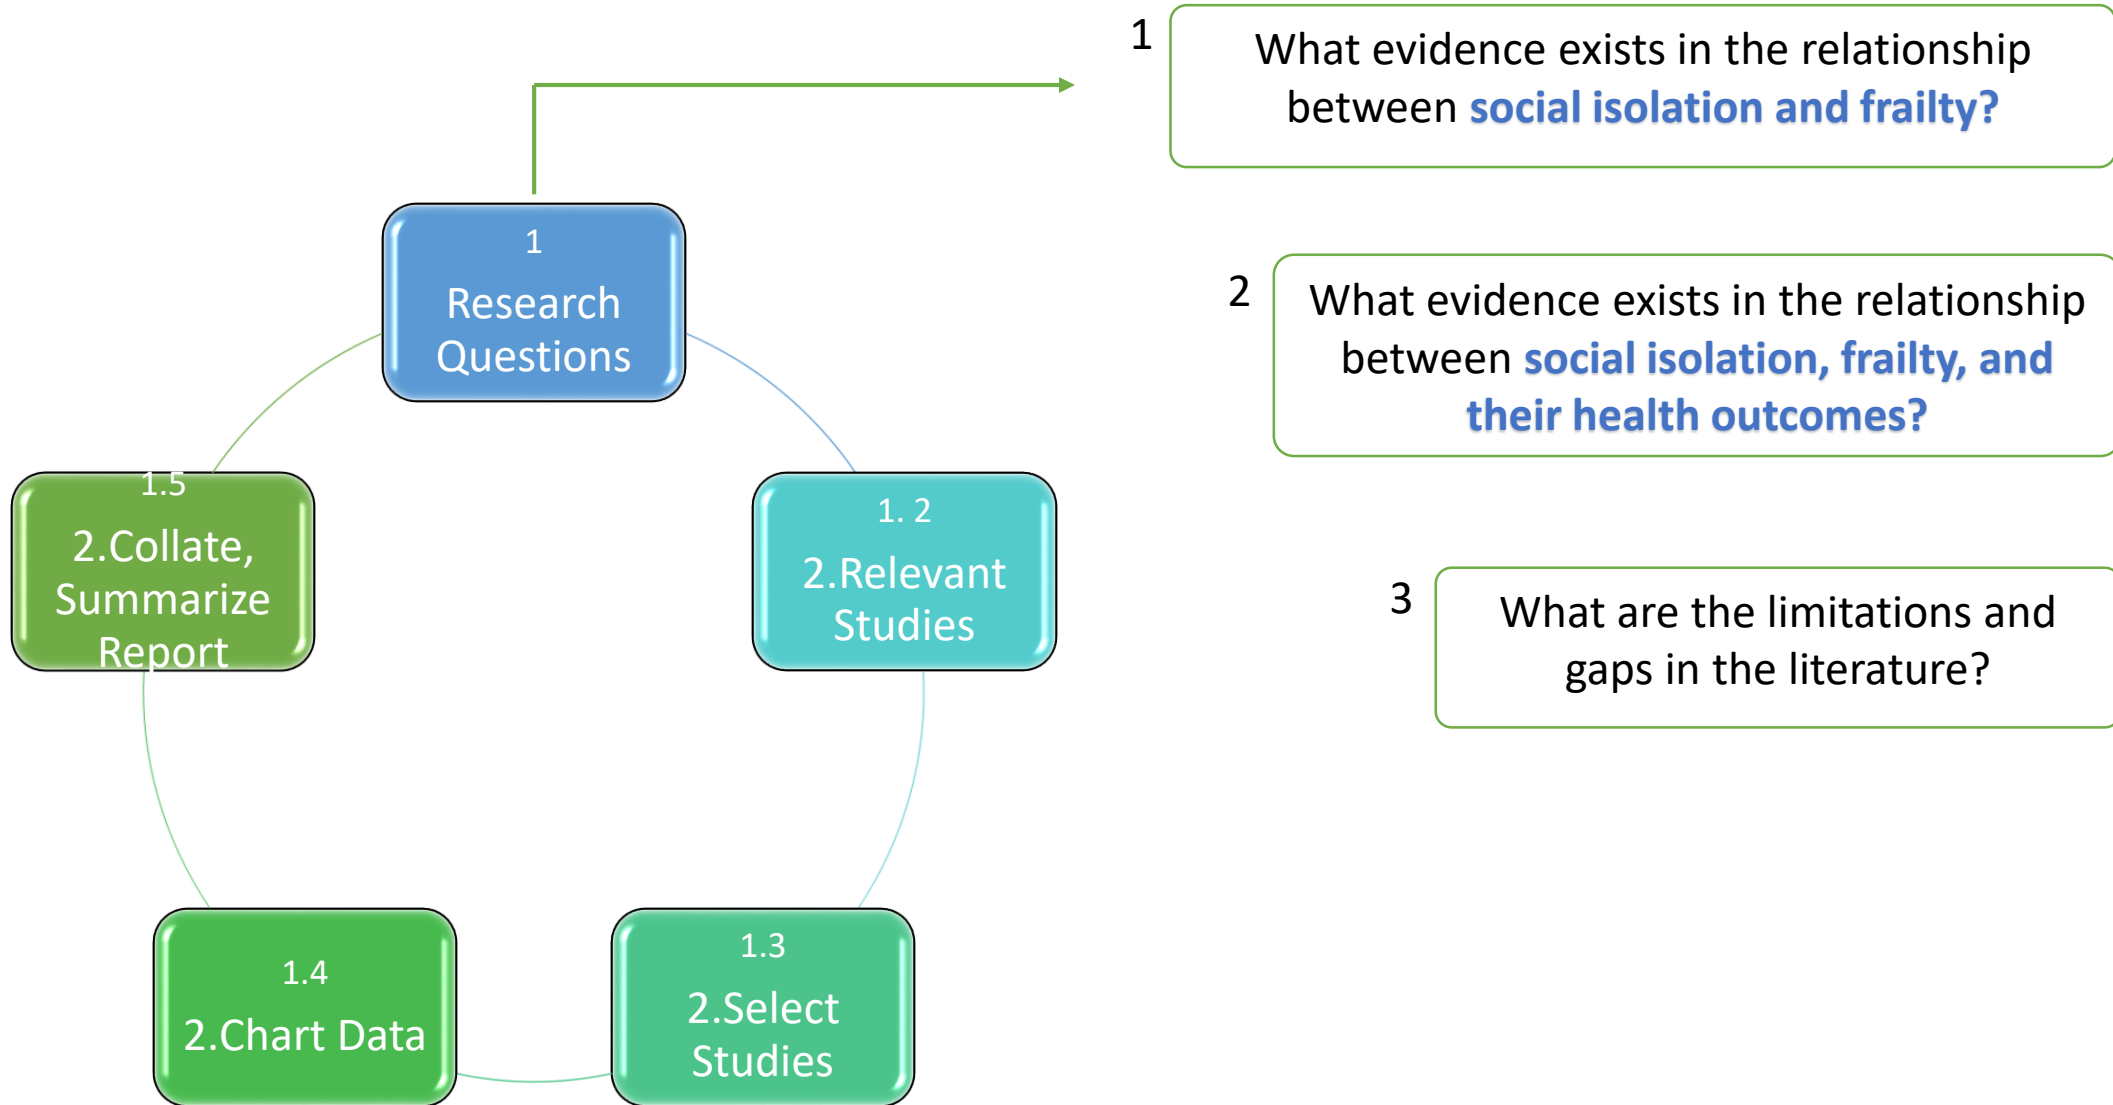 1
What evidence exists in the relationship
between social isolation and frailty?
2
What evidence exists in the relationship
between social isolation, frailty, and
their health outcomes?
3
What are the limitations and
gaps in the literature?
1
Research
Questions
1. 2
2.Relevant
Studies
1.3
2.Select
Studies
1.4
2.Chart Data
1.5
2.Collate,
Summarize
Report